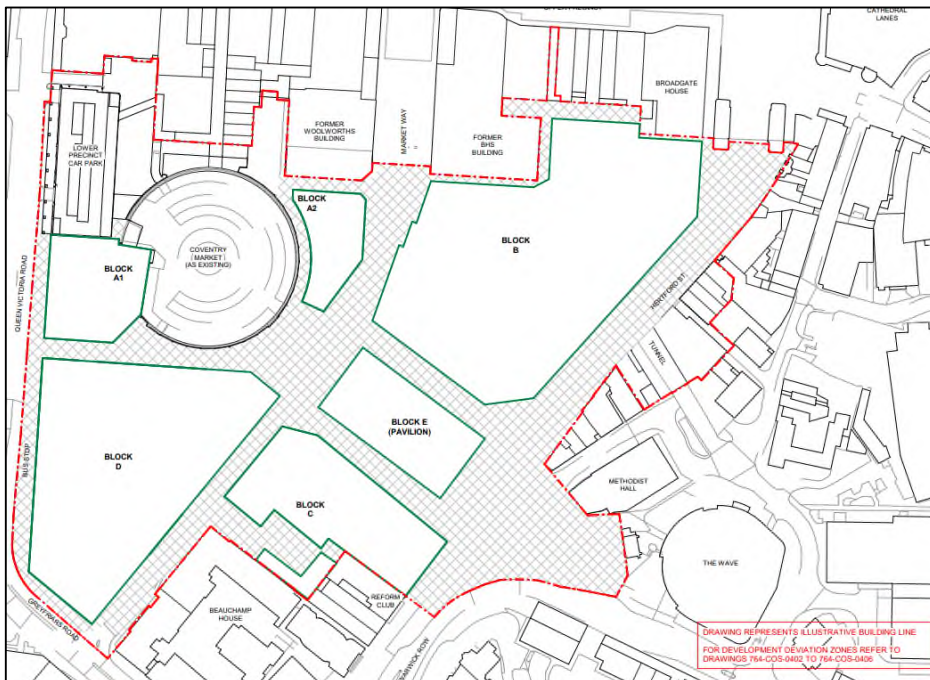 CATHEDRAL
LANES
BROADGATE
HOUSE
FORMER
WOOLWORTHS
BUILDING
MARKET WAY
FORMER
BHS
BUILDING
LOWER
PRECINCT
CAR PARK
BLOCK
A2
COVENTRY
MARKET
(AS EXISTING)
BLOCK
B
BLOCK
A1
QUEEN VICTORIA ROAD
HERTFORD ST.
TUNNEL
BLOCK E
(PAVILION)
BLOCK
D
BUS STOP
METHODIST
HALL
BLOCK
C
THE WAVE
REFORM
CLUB
BEAUCHAMP
HOUSE
GREYFRIARS ROAD
WARWICK ROW
DRAWING REPRESENTS ILLUSTRATIVE BUILDING LINE
FOR DEVELOPMENT DEVIATION ZONES REFER TO
DRAWINGS 764-COS-0402 TO 764-COS-0406